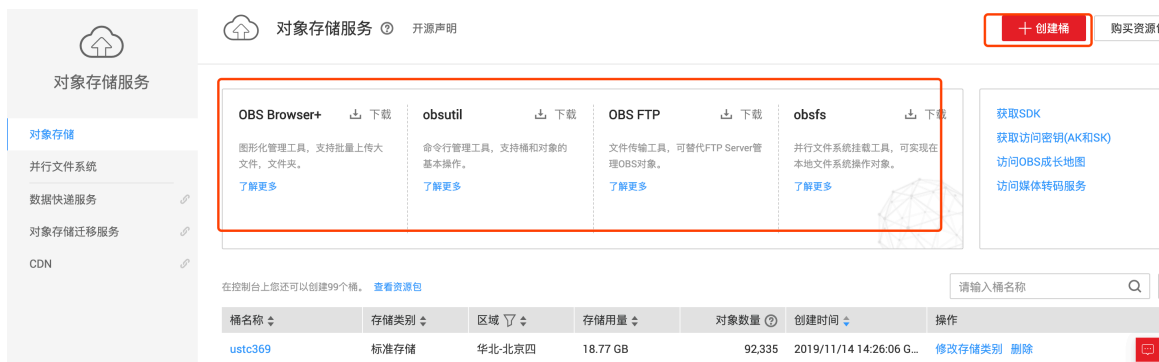 对象存储服务
对象存储
并行文件系统
数据快递服务
对象存储迁移服务
CDN
对象存储服务 ? 开源声明
创建桶
购买资源
OBS Browser+ 下载
图形化管理工具，支持批量上传大
文件，文件夹。
了解更多
obsutil 下载
命令行管理工具，支持桶和对象的
基本操作。
了解更多
OBS FTP 下载
文件传输工具，可替代FTP Server管
理OBS对象。
了解更多
obsfs 下载
并行文件系统挂载工具，可实现在
本地文件系统操作对象。
了解更多
获取SDK
获取访问密钥(AK和SK)
访问OBS成长地图
访问媒体转码服务
在控制台上您还可以创建99个桶。 查看资源包
请输入桶名称
桶名称 存储类别 区域 存储用量 对象数量 ? 创建时间 操作
ustc369 标准存储 华北-北京四 18.77 GB 92,335 2019/11/14 14:26:06 G... 修改存储类别 删除